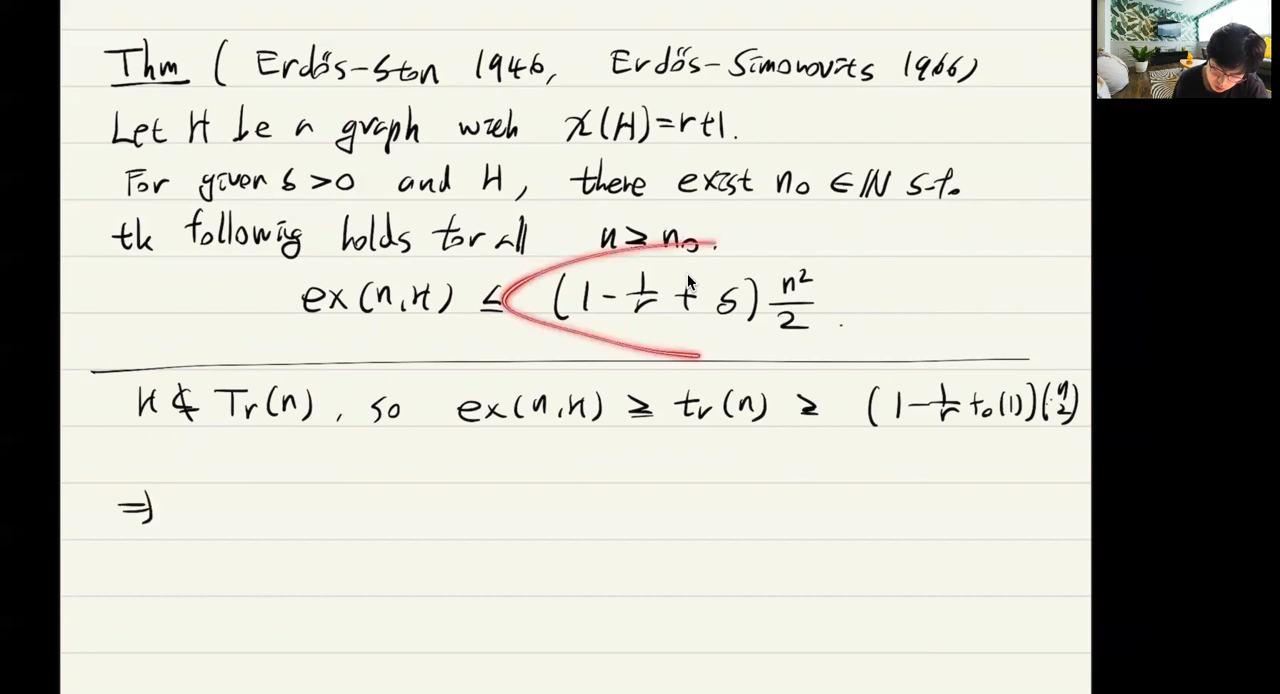 Thm ( Erdős-Ston 1946, Erdős-Simonovits 1966)
Let H be a graph with χ(H)=r+1.
For given δ>0 and H, there exist n₀ ∈ ℕ s.t.
the following holds for all n ≥ n₀.
ex(n,H) ≤ (1 - 1/r + δ) n²/2 .
H ⊄ Tr(n), so ex(n,H) ≥ tr(n) ≥ (1 - 1/r + o(1)) (n 2)
⇒